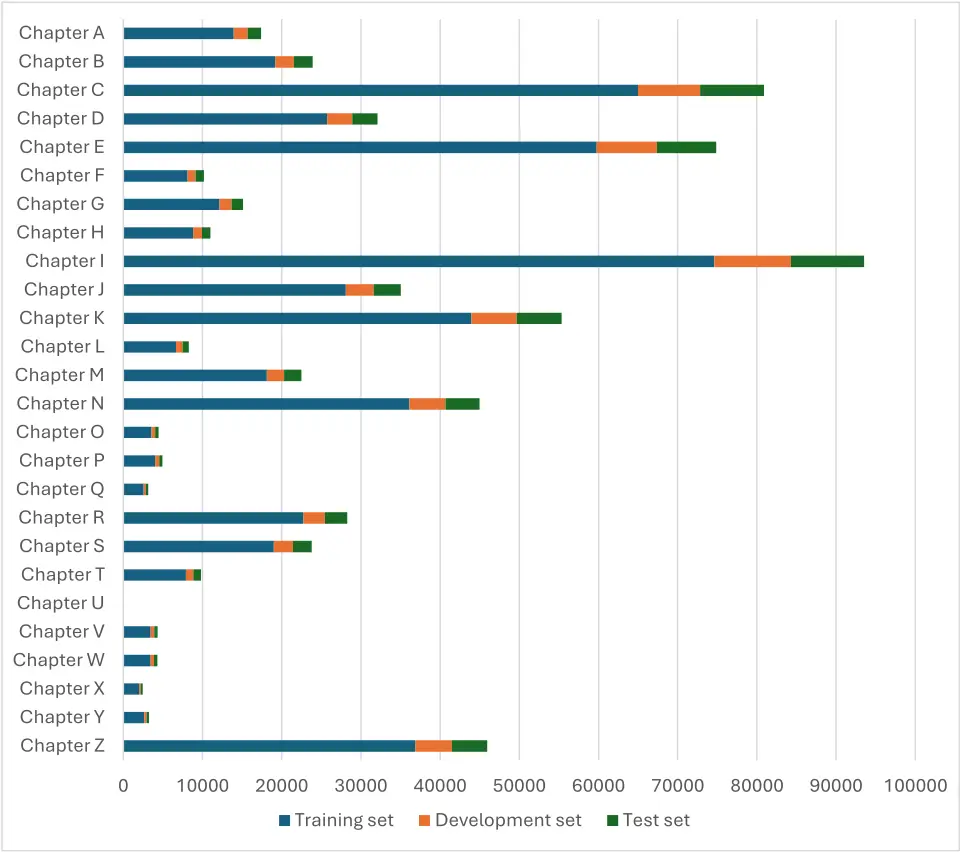 Chapter A
Chapter B
Chapter C
Chapter D
Chapter E
Chapter F
Chapter G
Chapter H
Chapter I
Chapter J
Chapter K
Chapter L
Chapter M
Chapter N
Chapter O
Chapter P
Chapter Q
Chapter R
Chapter S
Chapter T
Chapter U
Chapter V
Chapter W
Chapter X
Chapter Y
Chapter Z
0 10000 20000 30000 40000 50000 60000 70000 80000 90000 100000
Training set Development set Test set